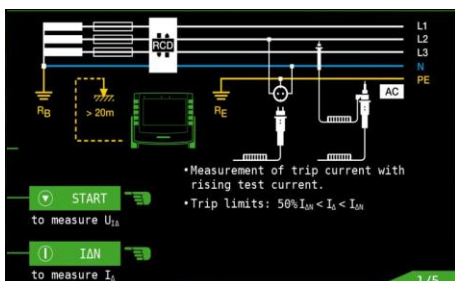 L1
L2
RCD
L3
N
PE
AC
RB
> 20m
RE
•Measurement of trip current with
rising test current.
•Trip limits: 50%IΔN < IΔ < IΔN
START
to measure UIΔ
IΔN
to measure IΔ
1/5